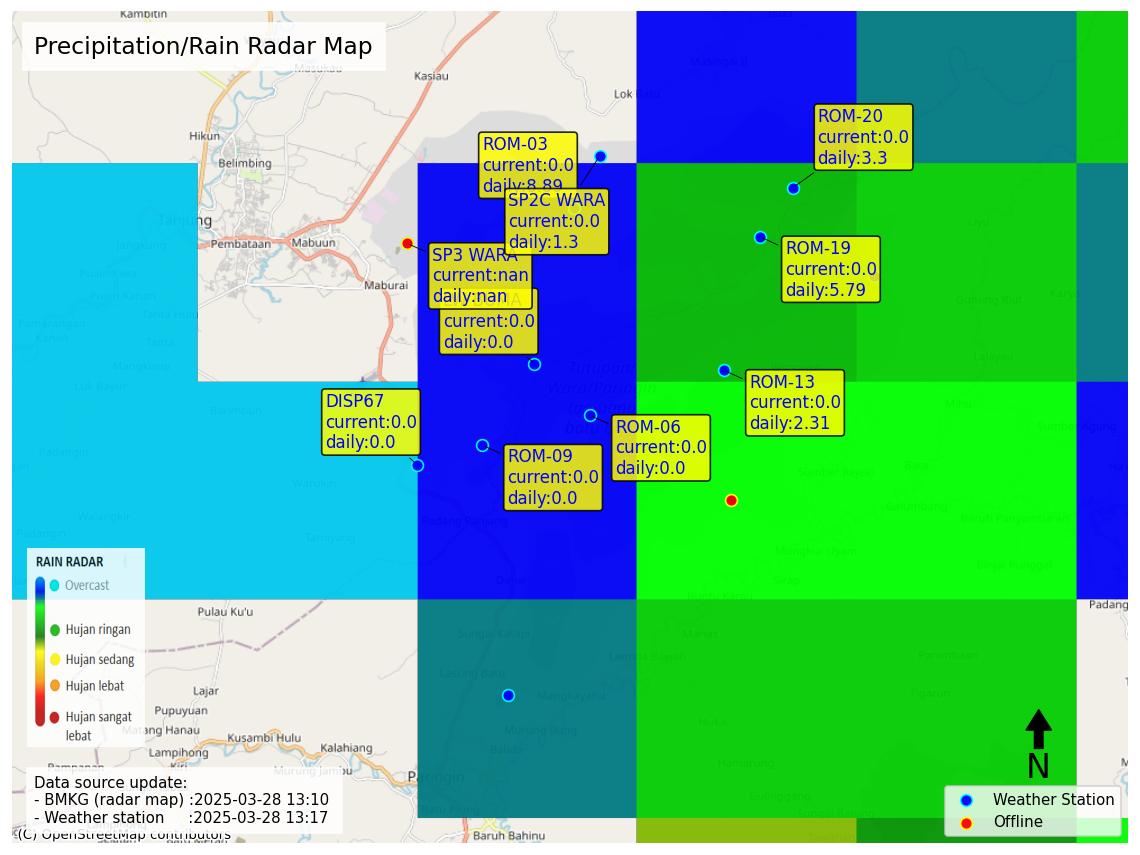 Kambitin
Precipitation/Rain Radar Map
Masukau
Kasiau
Lok Batu
Hikun
Belimbing
Tanjung
Pembataan
Mabuun
Maburai
ROM-03
current:0.0
daily:8.89
SP2C WARA
current:0.0
daily:1.3
SP3 WARA
current:nan
daily:nan
current:0.0
daily:0.0
ROM-20
current:0.0
daily:3.3
ROM-19
current:0.0
daily:5.79
ROM-13
current:0.0
daily:2.31
DISP67
current:0.0
daily:0.0
ROM-06
current:0.0
daily:0.0
ROM-09
current:0.0
daily:0.0
RAIN RADAR
Overcast
Hujan ringan
Hujan sedang
Hujan lebat
Hujan sangat
lebat
Pulau Ku'u
Lajar
Pupuyuan
Matang Hanau
Lampihong
Kusambi Hulu
Kalahiang
Murung Jambu
Paringin
Baruh Bahinu
Padang
Data source update:
- BMKG (radar map) :2025-03-28 13:10
- Weather station :2025-03-28 13:17
(C) OpenStreetMap contributors
N
Weather Station
Offline